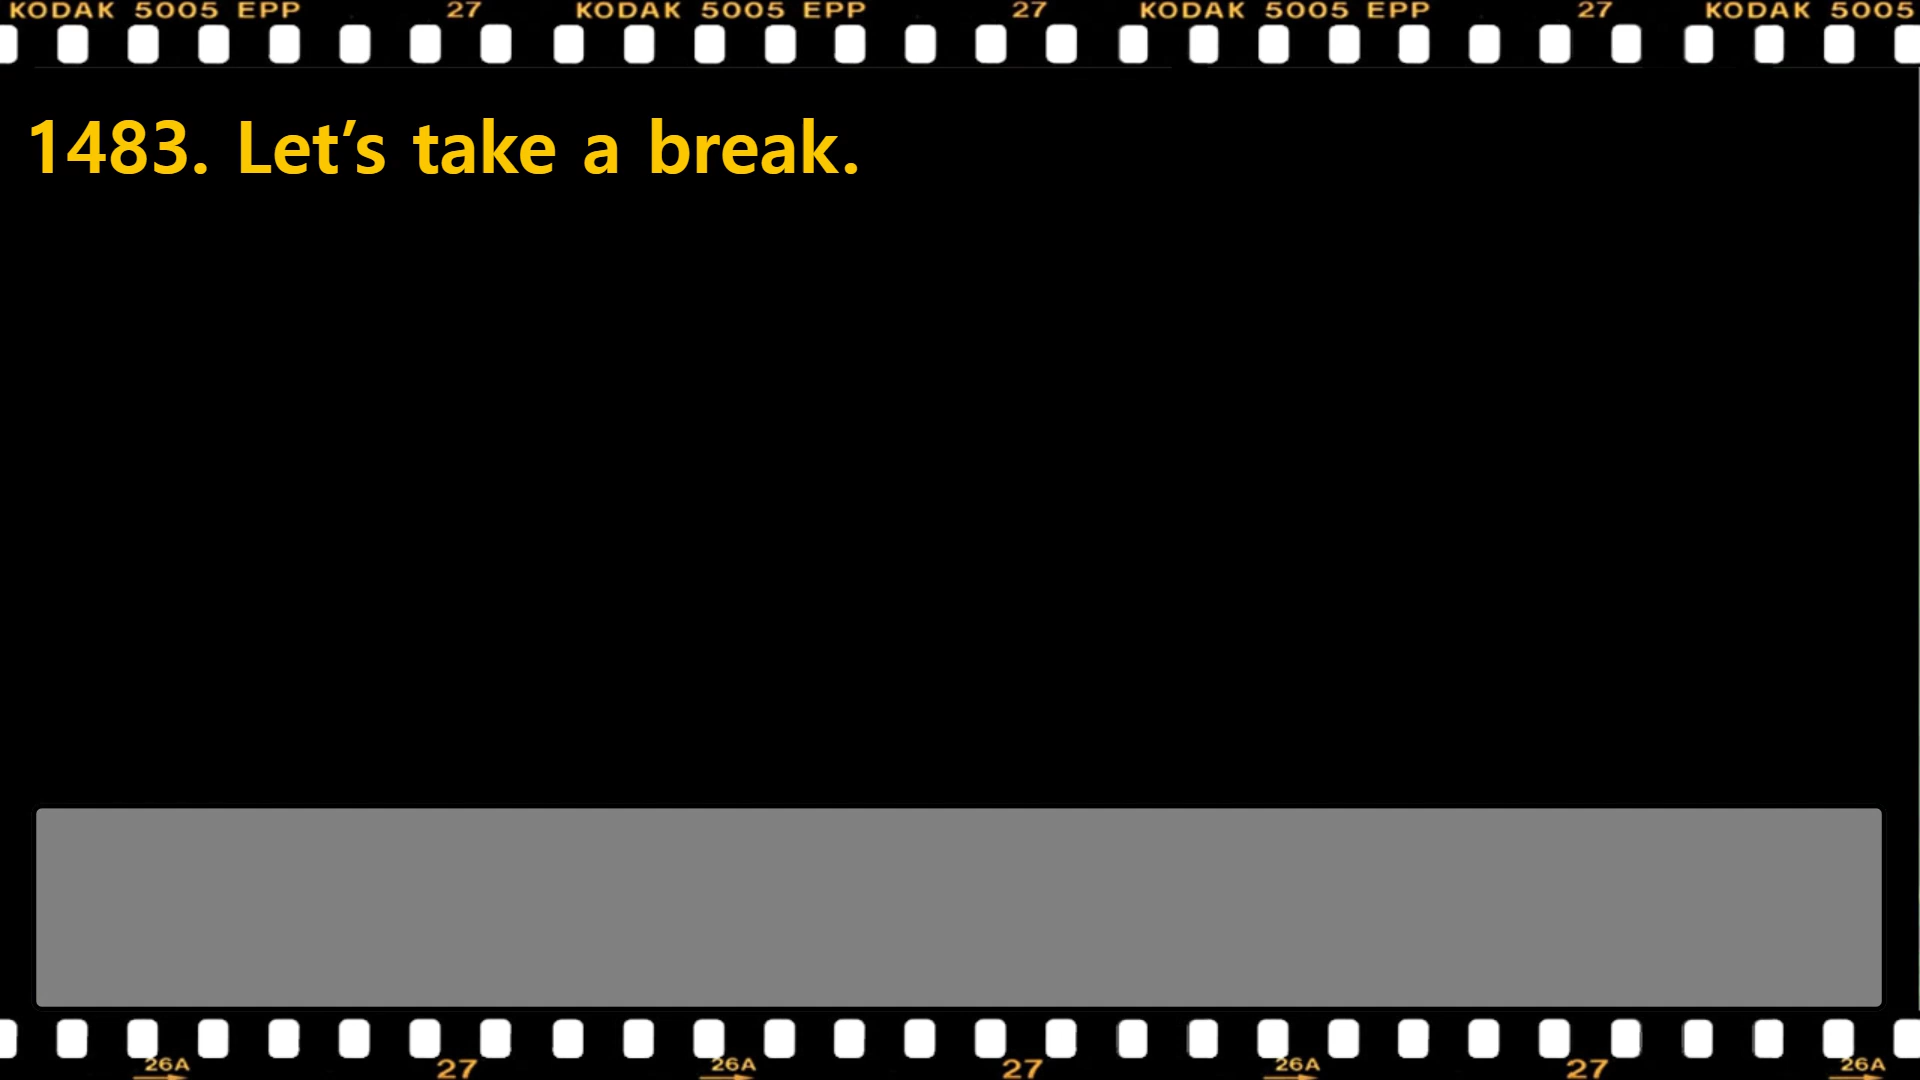 KODAK 5005 EPP 27 KODAK 5005 EPP 27 KODAK 5005 EPP 27 KODAK 5005
1483. Let’s take a break.
26A 27 26A 27 26A 27 26A